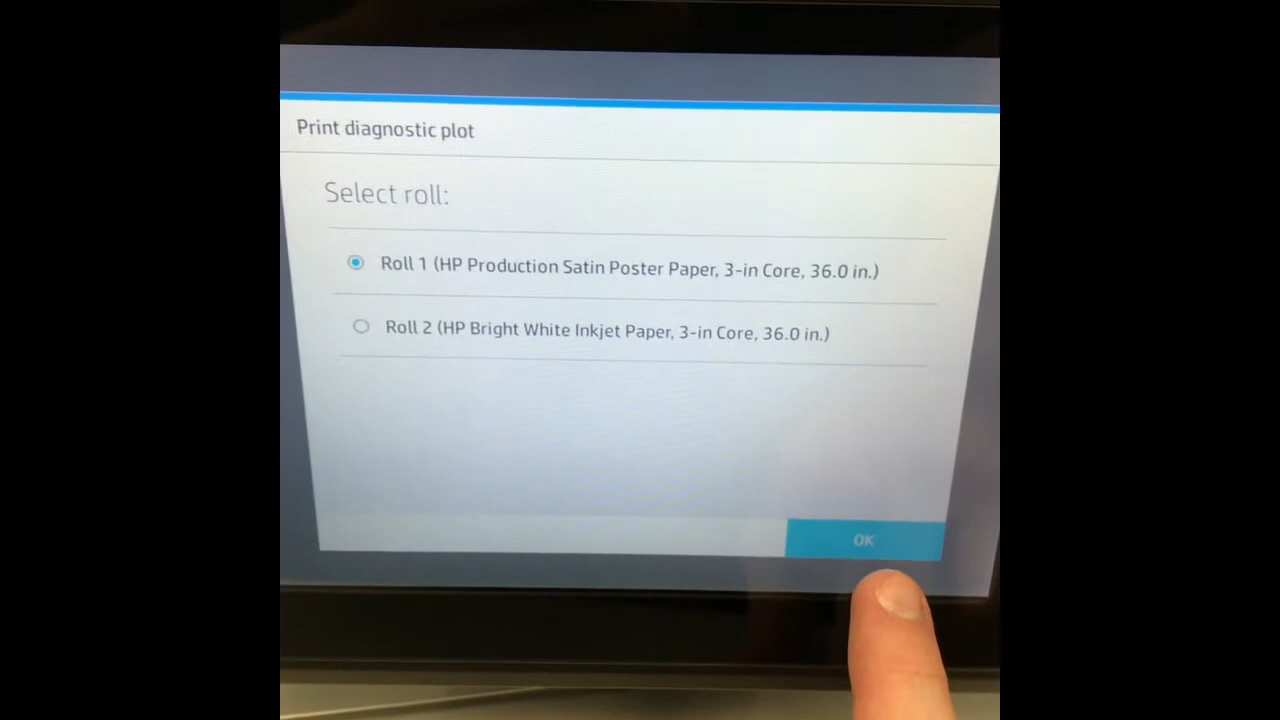 Print diagnostic plot
Select roll:
Roll 1 (HP Production Satin Poster Paper, 3-in Core, 36.0 in.)
Roll 2 (HP Bright White Inkjet Paper, 3-in Core, 36.0 in.)
OK